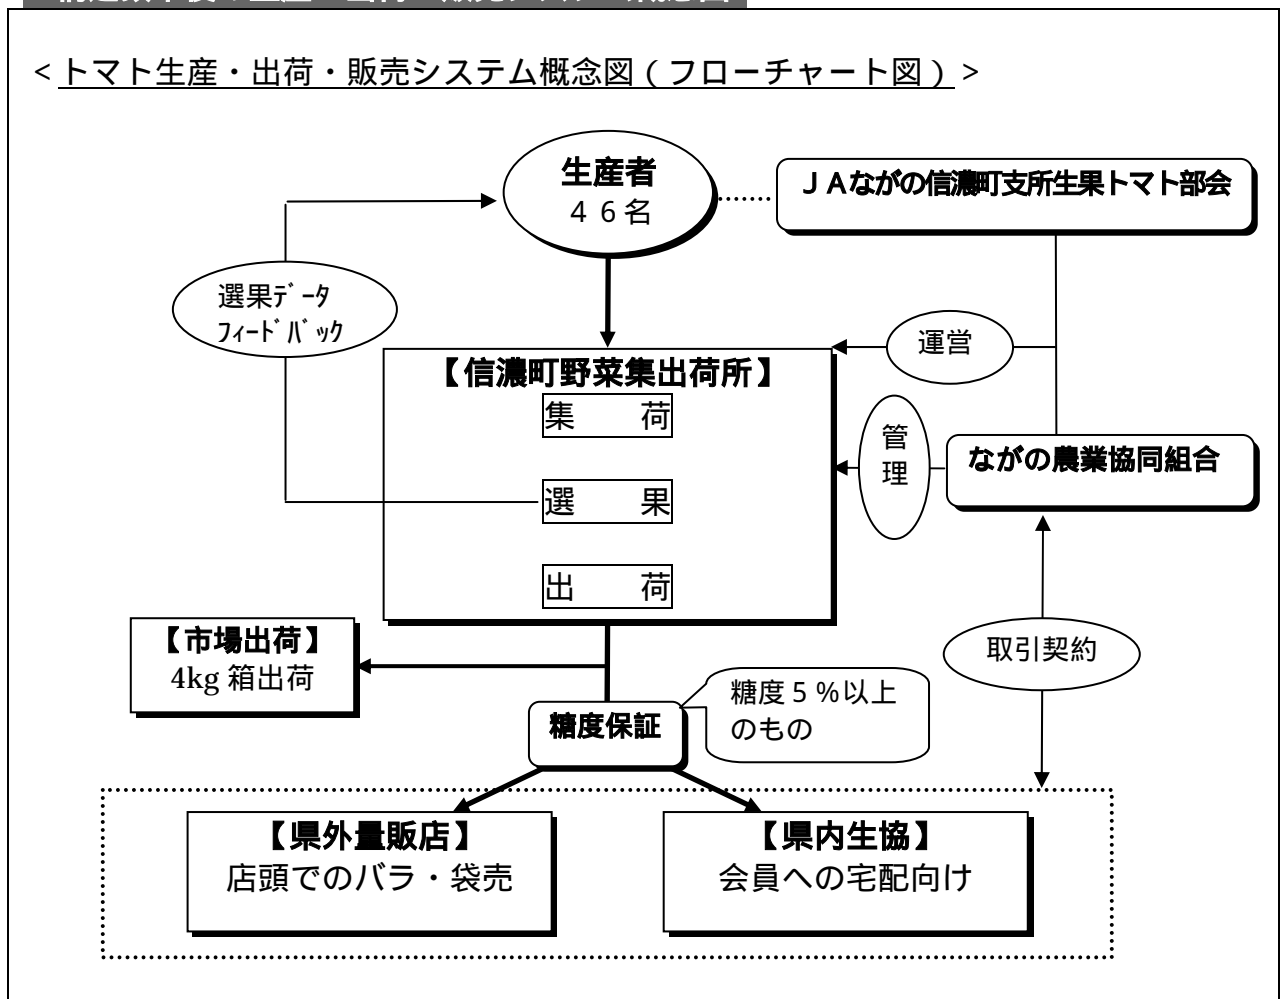 <トマト生産・出荷・販売システム概念図（フローチャート図）>
生産者
４６名
ＪＡながの信濃町支所生果トマト部会
選果ﾃﾞｰﾀ
ﾌｨｰﾄﾞﾊﾞｯｸ
運営
【信濃町野菜集出荷所】
集　　荷
管
理
ながの農業協同組合
選　　果
出　　荷
【市場出荷】
4kg 箱出荷
取引契約
糖度５％以上
のもの
糖度保証
【県外量販店】
店頭でのバラ・袋売
【県内生協】
会員への宅配向け